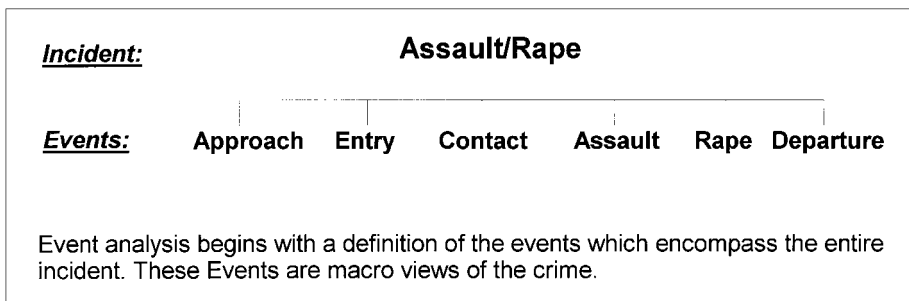 Incident: Assault/Rape
Events: Approach Entry Contact Assault Rape Departure
Event analysis begins with a definition of the events which encompass the entire
incident. These Events are macro views of the crime.